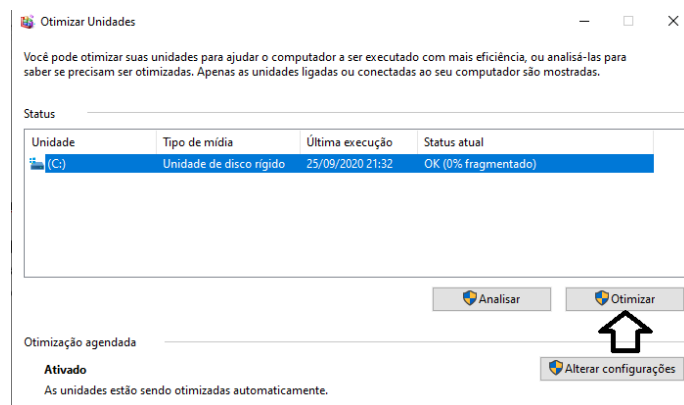 Otimizar Unidades
Você pode otimizar suas unidades para ajudar o computador a ser executado com mais eficiência, ou analisá-las para
saber se precisam ser otimizadas. Apenas as unidades ligadas ou conectadas ao seu computador são mostradas.
Status
Unidade Tipo de mídia Última execução Status atual
(C:) Unidade de disco rígido 25/09/2020 21:32 OK (0% fragmentado)
Analisar Otimizar
Otimização agendada
Ativado Alterar configurações
As unidades estão sendo otimizadas automaticamente.